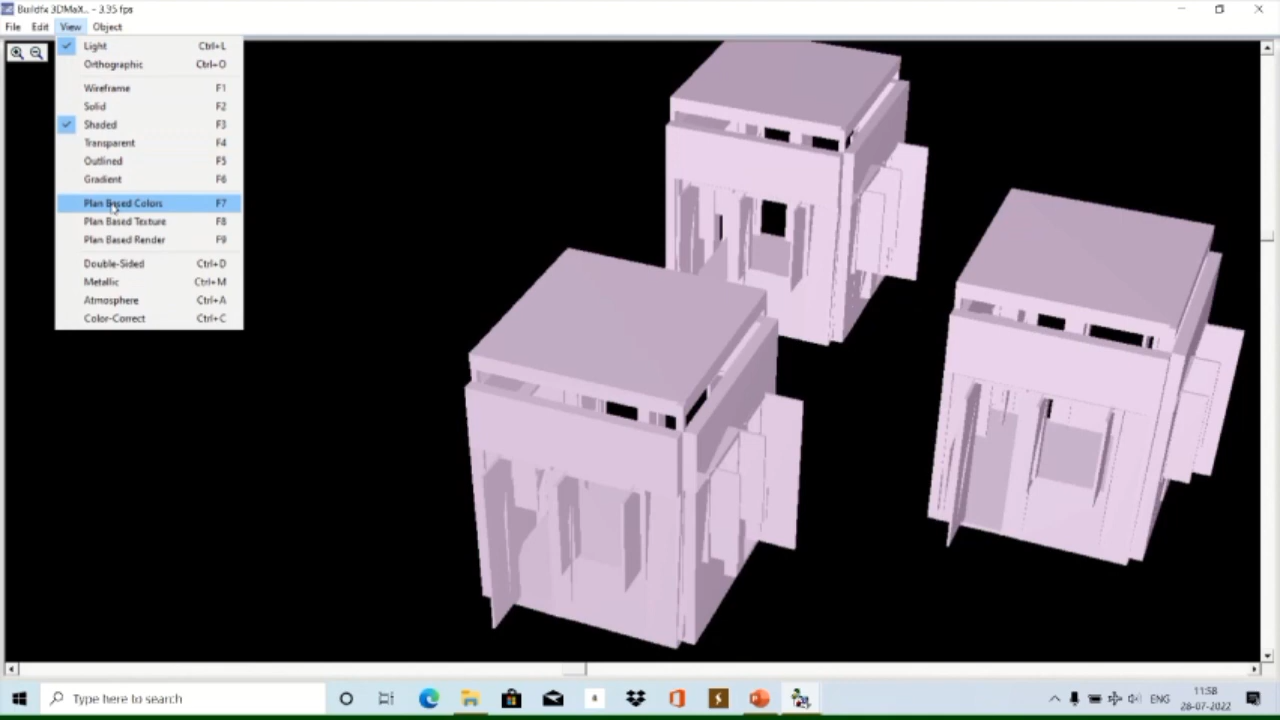 Buildfx 3DMaX.. - 3.35 fps
File Edit View Object
Light Ctrl+L
Orthographic Ctrl+O
Wireframe F1
Solid F2
Shaded F3
Transparent F4
Outlined F5
Gradient F6
Plan Based Colors F7
Plan Based Texture F8
Plan Based Render F9
Double-Sided Ctrl+D
Metallic Ctrl+M
Atmosphere Ctrl+A
Color-Correct Ctrl+C
Type here to search
ENG
11:58
28-07-2022